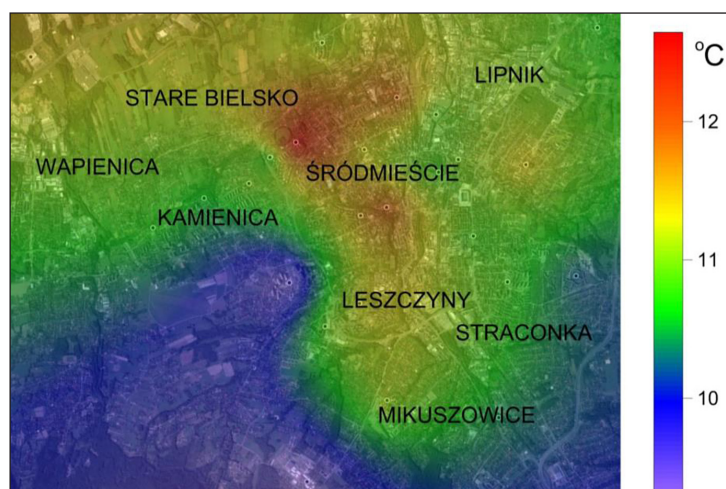 °C
LIPNIK
STARE BIELSKO
12
WAPIENICA
ŚRÓDMIEŚCIE
KAMIENICA
11
LESZCZYNY
STRACONKA
10
MIKUSZOWICE